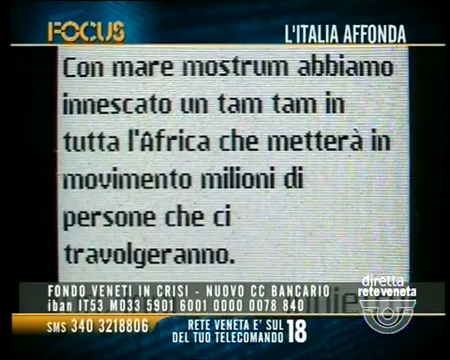 FOCUS
L'ITALIA AFFONDA
Con mare mostrum abbiamo
innescato un tam tam in
tutta l'Africa che metterà in
movimento milioni di
persone che ci
travolgeranno.
FONDO VENETI IN CRISI - NUOVO CC BANCARIO
iban IT53 M033 5901 6001 0000 0078 840
diretta
reteveneta
SMS 340 3218806
RETE VENETA E' SUL
DEL TUO TELECOMANDO 18